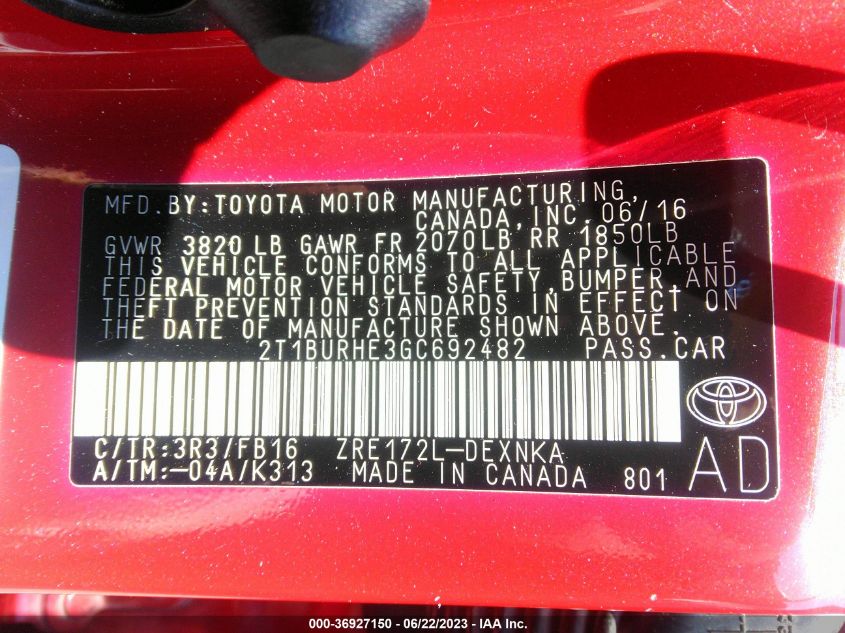 MFD.BY:TOYOTA MOTOR MANUFACTURING,
CANADA,INC.06/16
GVWR 3820 LB GAWR FR 2070LB RR 1850LB
THIS VEHICLE CONFORMS TO ALL APPLICABLE
FEDERAL MOTOR VEHICLE SAFETY,BUMPER,AND
THEFT PREVENTION STANDARDS IN EFFECT ON
THE DATE OF MANUFACTURE SHOWN ABOVE.
2T1BURHE3GC692482 PASS.CAR
C/TR:3R3/FB16 ZRE172L-DEXNKA
A/TM:-04A/K313 MADE IN CANADA 801
AD
000-36927150 - 06/22/2023 - IAA Inc.